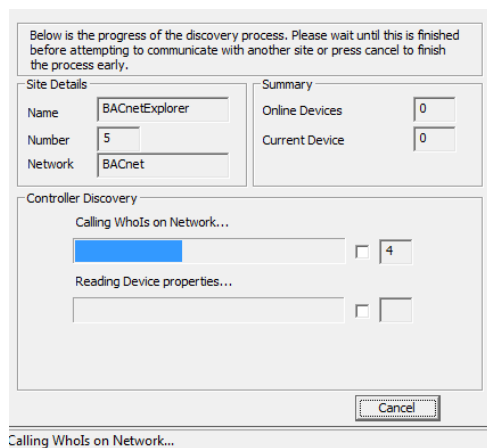 Below is the progress of the discovery process. Please wait until this is finished
before attempting to communicate with another site or press cancel to finish
the process early.
Site Details
Name BACnetExplorer
Number 5
Network BACnet
Summary
Online Devices 0
Current Device 0
Controller Discovery
Calling WhoIs on Network...
4
Reading Device properties...
Cancel
Calling WhoIs on Network...